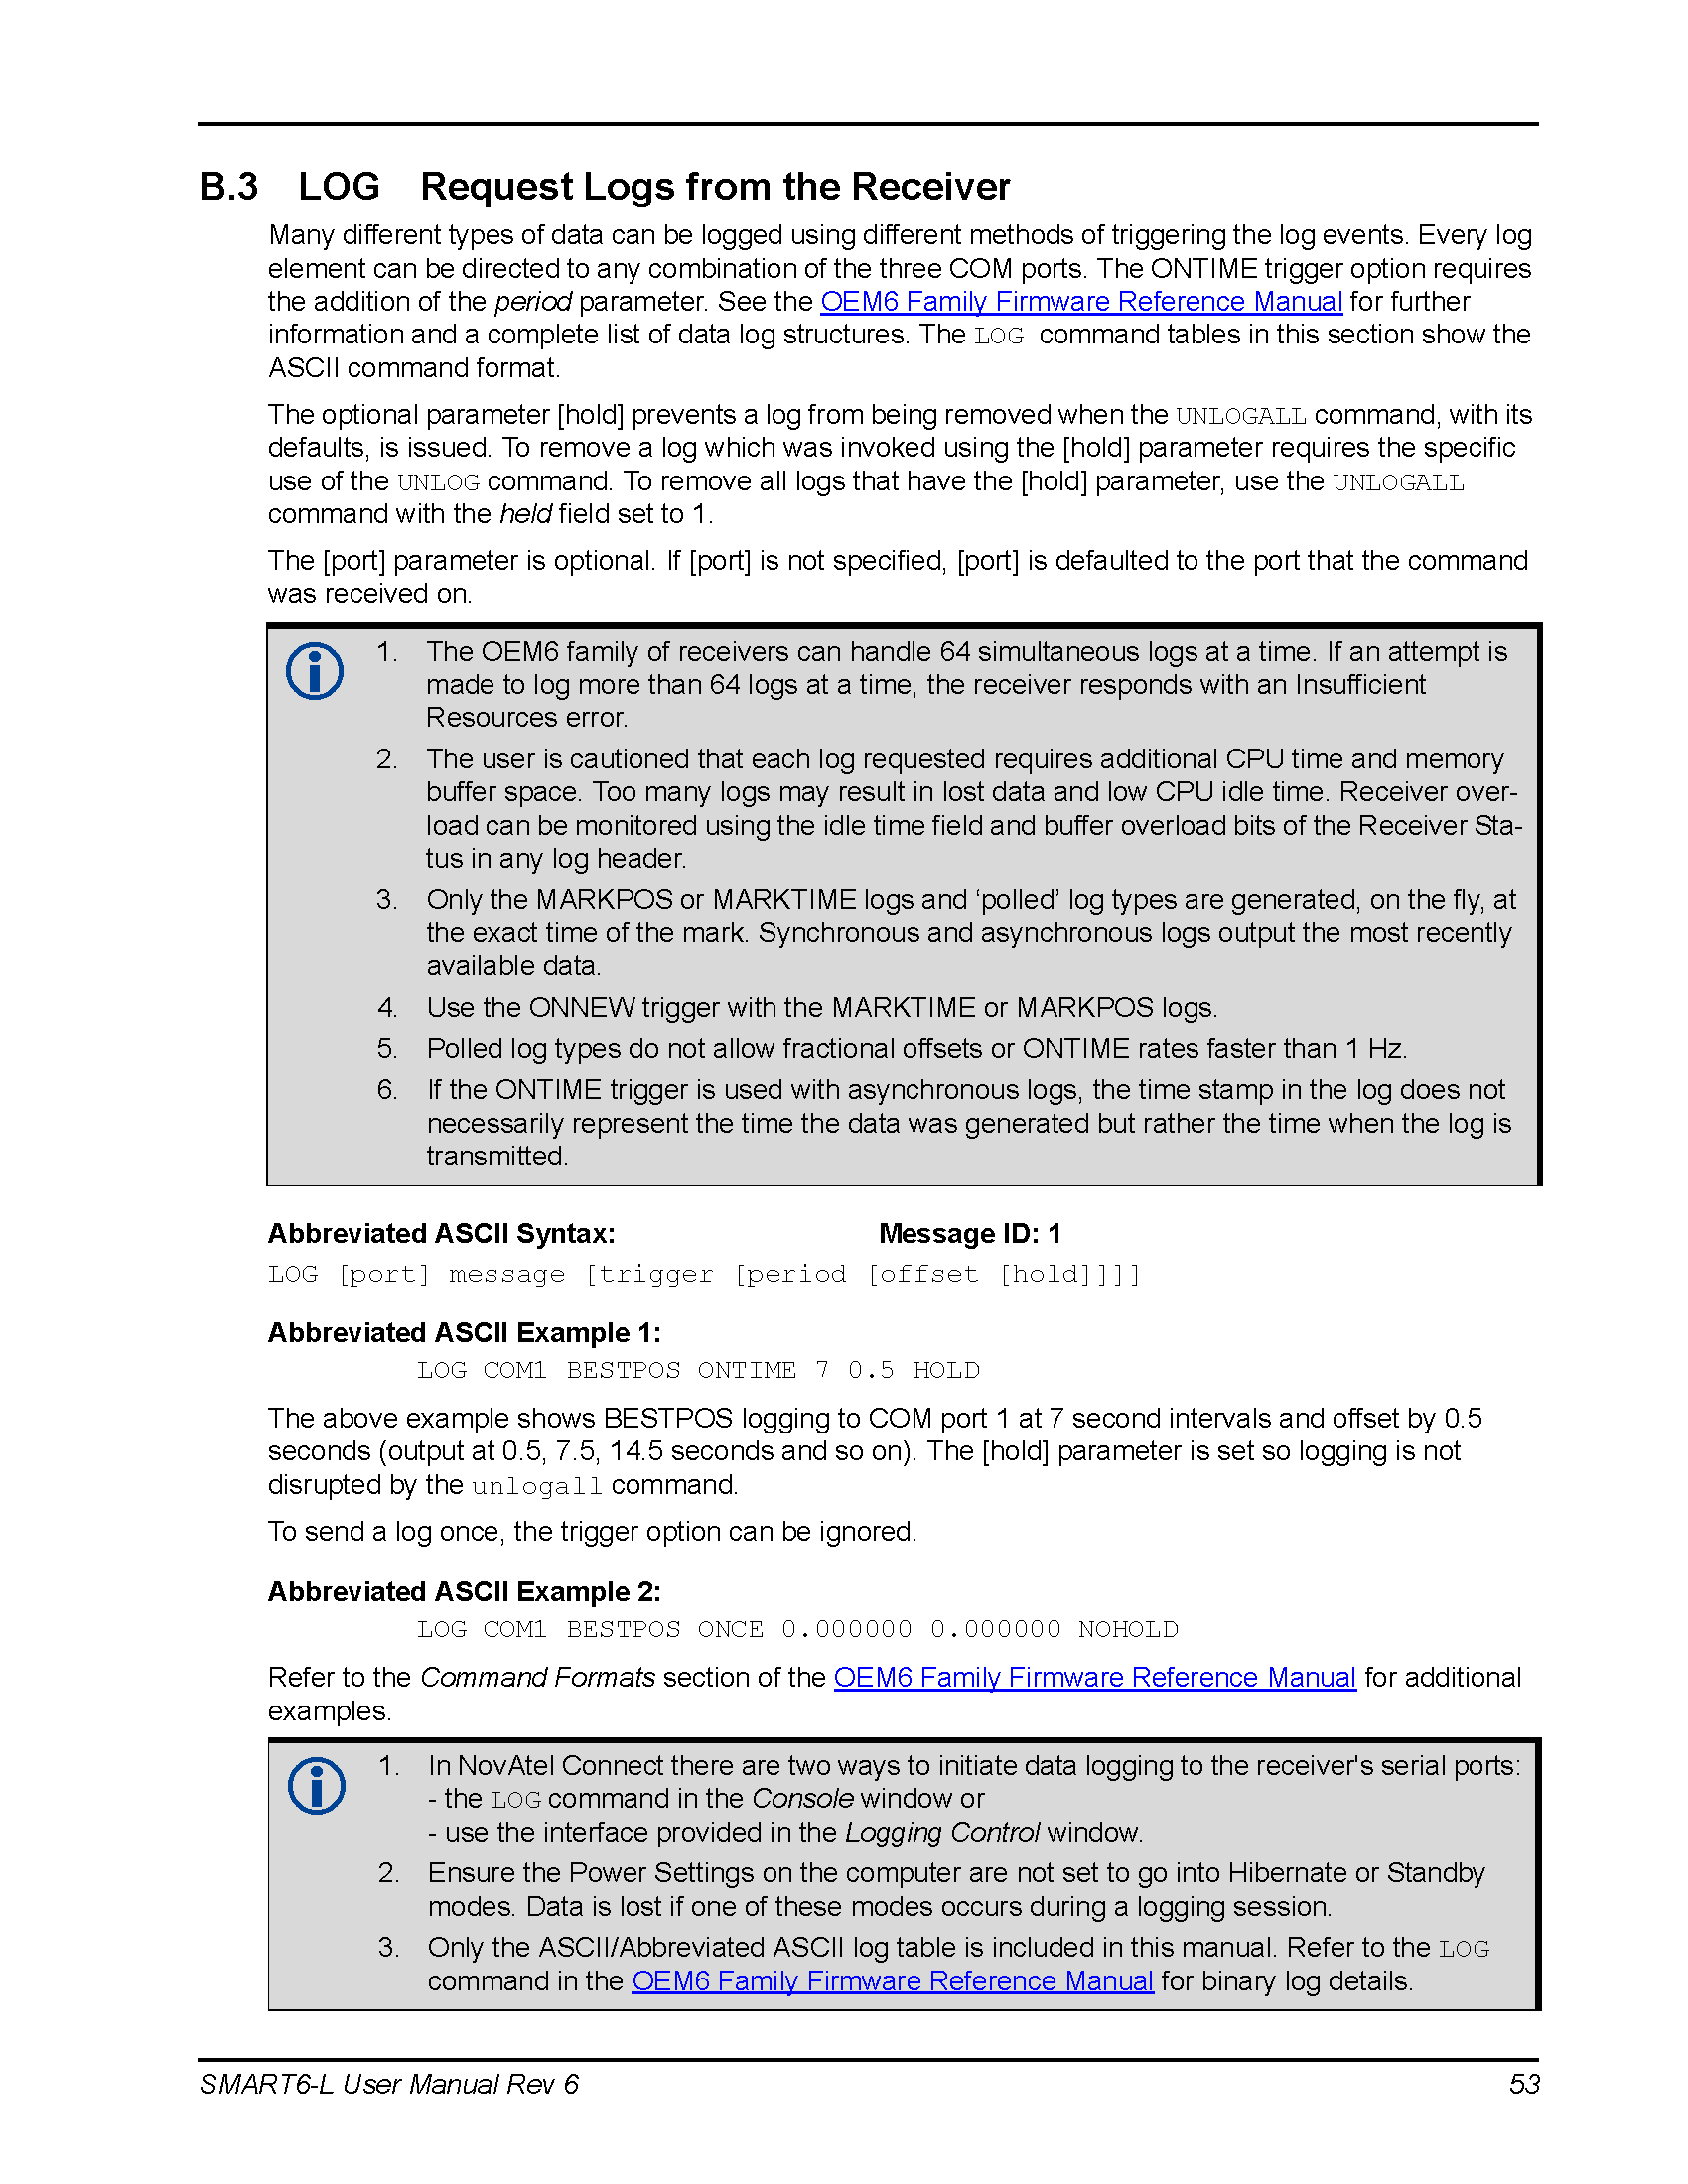 B.3 LOG Request Logs from the Receiver
Many different types of data can be logged using different methods of triggering the log events. Every log
element can be directed to any combination of the three COM ports. The ONTIME trigger option requires
the addition of the period parameter. See the OEM6 Family Firmware Reference Manual for further
information and a complete list of data log structures. The LOG command tables in this section show the
ASCII command format.
The optional parameter [hold] prevents a log from being removed when the UNLOGALL command, with its
defaults, is issued. To remove a log which was invoked using the [hold] parameter requires the specific
use of the UNLOG command. To remove all logs that have the [hold] parameter, use the UNLOGALL
command with the held field set to 1.
The [port] parameter is optional. If [port] is not specified, [port] is defaulted to the port that the command
was received on.
1. The OEM6 family of receivers can handle 64 simultaneous logs at a time. If an attempt is
made to log more than 64 logs at a time, the receiver responds with an Insufficient
Resources error.
2. The user is cautioned that each log requested requires additional CPU time and memory
buffer space. Too many logs may result in lost data and low CPU idle time. Receiver over-
load can be monitored using the idle time field and buffer overload bits of the Receiver Sta-
tus in any log header.
3. Only the MARKPOS or MARKTIME logs and ‘polled’ log types are generated, on the fly, at
the exact time of the mark. Synchronous and asynchronous logs output the most recently
available data.
4. Use the ONNEW trigger with the MARKTIME or MARKPOS logs.
5. Polled log types do not allow fractional offsets or ONTIME rates faster than 1 Hz.
6. If the ONTIME trigger is used with asynchronous logs, the time stamp in the log does not
necessarily represent the time the data was generated but rather the time when the log is
transmitted.
Abbreviated ASCII Syntax: Message ID: 1
LOG [port] message [trigger [period [offset [hold]]]]
Abbreviated ASCII Example 1:
LOG COM1 BESTPOS ONTIME 7 0.5 HOLD
The above example shows BESTPOS logging to COM port 1 at 7 second intervals and offset by 0.5
seconds (output at 0.5, 7.5, 14.5 seconds and so on). The [hold] parameter is set so logging is not
disrupted by the unlogall command.
To send a log once, the trigger option can be ignored.
Abbreviated ASCII Example 2:
LOG COM1 BESTPOS ONCE 0.000000 0.000000 NOHOLD
Refer to the Command Formats section of the OEM6 Family Firmware Reference Manual for additional
examples.
1. In NovAtel Connect there are two ways to initiate data logging to the receiver's serial ports:
- the LOG command in the Console window or
- use the interface provided in the Logging Control window.
2. Ensure the Power Settings on the computer are not set to go into Hibernate or Standby
modes. Data is lost if one of these modes occurs during a logging session.
3. Only the ASCII/Abbreviated ASCII log table is included in this manual. Refer to the LOG
command in the OEM6 Family Firmware Reference Manual for binary log details.
SMART6-L User Manual Rev 6 53